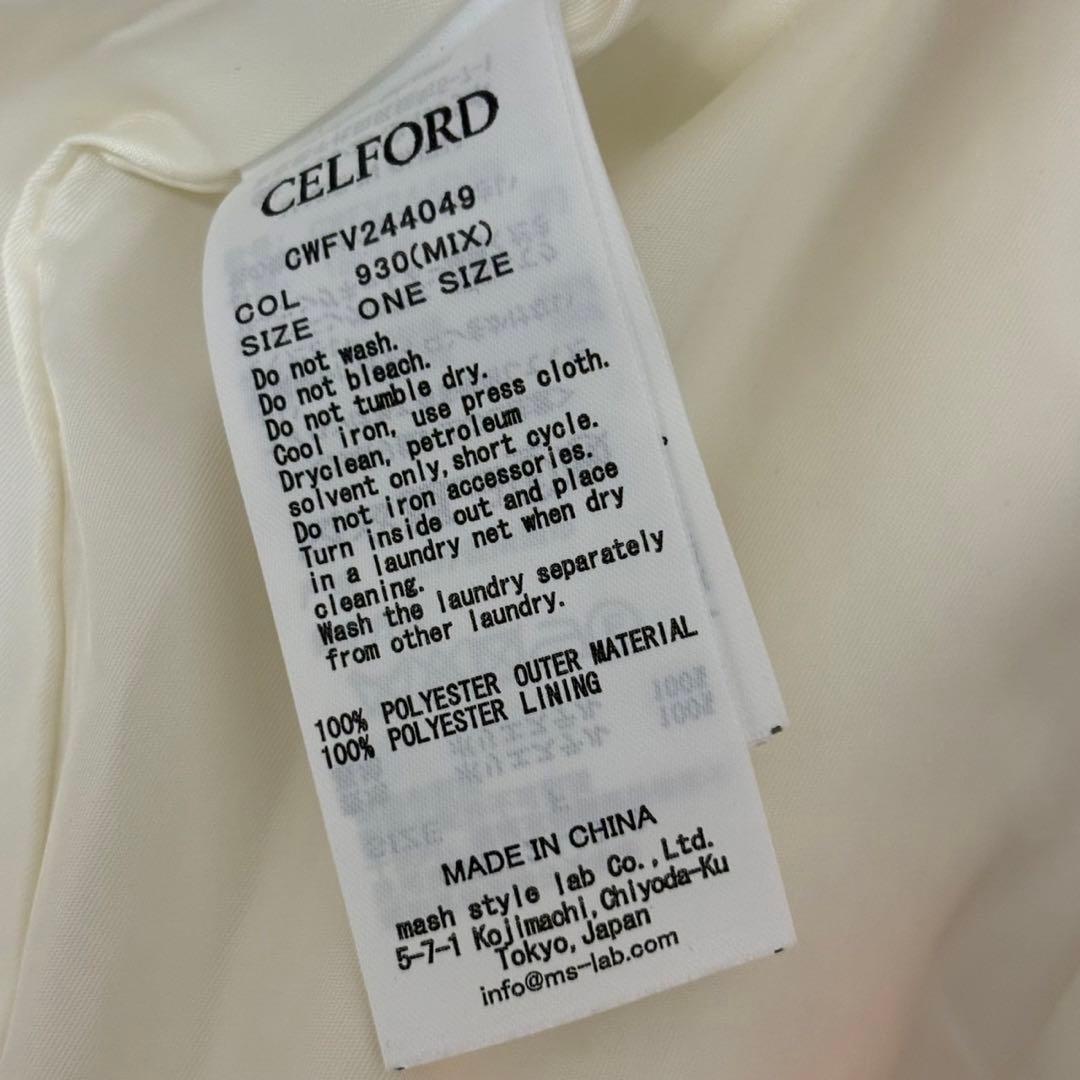 CELFORD
CWFV244049
COL 930(MIX)
SIZE ONE SIZE
Do not wash.
Do not bleach.
Do not tumble dry.
Cool iron, use press cloth.
Dryclean, petroleum
solvent only, short cycle.
Do not iron accessories.
Turn inside out and place
in a laundry net when dry
cleaning.
Wash the laundry separately
from other laundry.
100% POLYESTER OUTER MATERIAL
100% POLYESTER LINING
MADE IN CHINA
mash style lab Co.,Ltd.
5-7-1 Kojimachi,Chiyoda-Ku
Tokyo,Japan
info@ms-lab.com